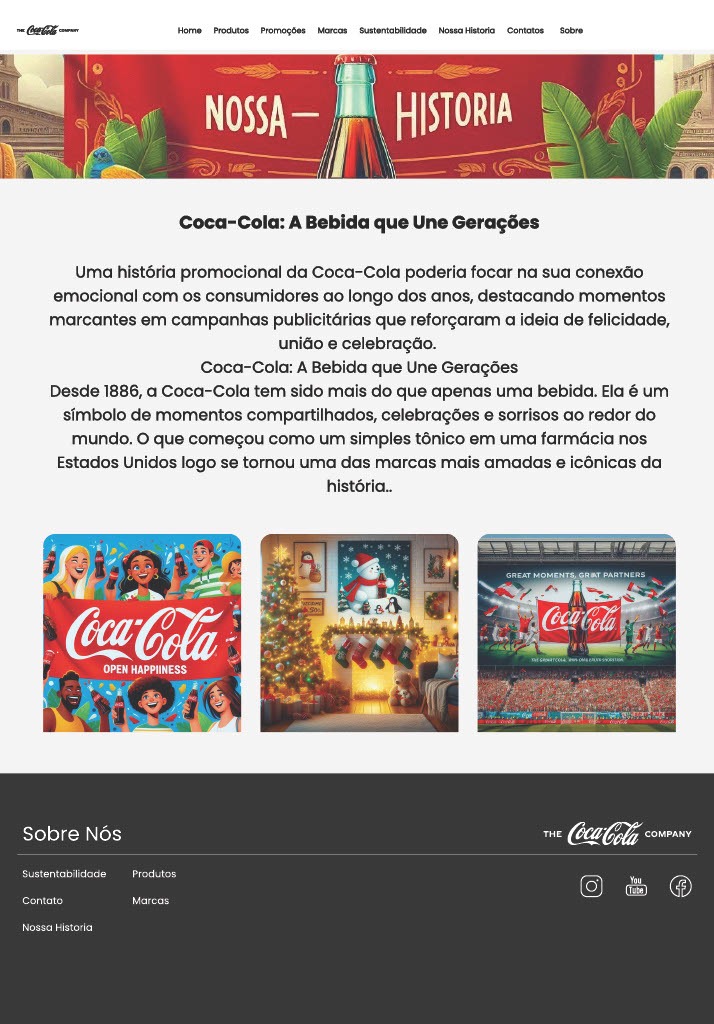 THE Coca-Cola COMPANY
Home Produtos Promoções Marcas Sustentabilidade Nossa Historia Contatos Sobre
NOSSA — HISTORIA
Coca-Cola: A Bebida que Une Gerações
Uma história promocional da Coca-Cola poderia focar na sua conexão
emocional com os consumidores ao longo dos anos, destacando momentos
marcantes em campanhas publicitárias que reforçaram a ideia de felicidade,
união e celebração.
Coca-Cola: A Bebida que Une Gerações
Desde 1886, a Coca-Cola tem sido mais do que apenas uma bebida. Ela é um
símbolo de momentos compartilhados, celebrações e sorrisos ao redor do
mundo. O que começou como um simples tônico em uma farmácia nos
Estados Unidos logo se tornou uma das marcas mais amadas e icônicas da
história..
Coca-Cola
OPEN HAPPIINESS
GREAT MOMENTS,
PARTNERS
Coca-Cola
Sobre Nós
THE Coca-Cola COMPANY
Sustentabilidade Produtos
You
Tube
Contato Marcas
Nossa Historia